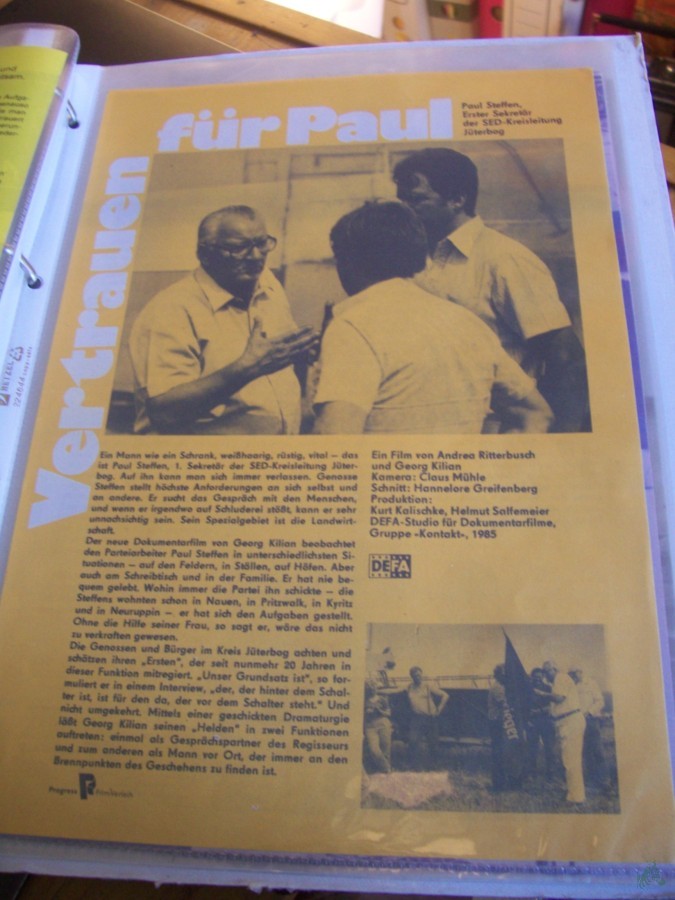 Vertrauen
für Paul
Paul Steffen,
Erster Sekretär
der SED-Kreisleitung
Jüterbog
Ein Mann wie ein Schrank, weißhaarig, rüstig, vital – das
ist Paul Steffen, 1. Sekretär der SED-Kreisleitung Jüter-
bog. Auf ihn kann man sich immer verlassen. Genosse
Steffen stellt höchste Anforderungen an sich selbst und
an andere. Er sucht das Gespräch mit den Menschen,
und wenn er irgendwo auf Schluderei stößt, kann er sehr
unnachsichtig sein. Sein Spezialgebiet ist die Landwirt-
schaft.
Der neue Dokumentarfilm von Georg Kilian beobachtet
den Parteiarbeiter Paul Steffen in unterschiedlichsten Si-
tuationen – auf den Feldern, in Ställen, auf Höfen. Aber
auch am Schreibtisch und in der Familie. Er hat nie be-
quem gelebt. Wohin immer die Partei ihn schickte – die
Steffens wohnten schon in Nauen, in Pritzwalk, in Kyritz
und in Neuruppin – er hat sich den Aufgaben gestellt.
Ohne die Hilfe seiner Frau, so sagt er, wäre das nicht
zu verkraften gewesen.
Die Genossen und Bürger im Kreis Jüterbog achten und
schätzen ihren „Ersten“, der seit nunmehr 20 Jahren in
dieser Funktion mitregiert. „Unser Grundsatz ist“, so for-
muliert er in einem Interview, „der, der hinter dem Schal-
ter ist, ist für den da, der vor dem Schalter steht.“ Und
nicht umgekehrt. Mittels einer geschickten Dramaturgie
läßt Georg Kilian seinen „Helden“ in zwei Funktionen
auftreten: einmal als Gesprächspartner des Regisseurs
und zum anderen als Mann vor Ort, der immer an den
Brennpunkten des Geschehens zu finden ist.
Progress Filmverleih
Ein Film von Andrea Ritterbusch
und Georg Kilian
Kamera: Claus Mühle
Schnitt: Hannelore Greifenberg
Produktion:
Kurt Kalischke, Helmut Salfemeier
DEFA-Studio für Dokumentarfilme,
Gruppe «Kontakt», 1985
DEFA